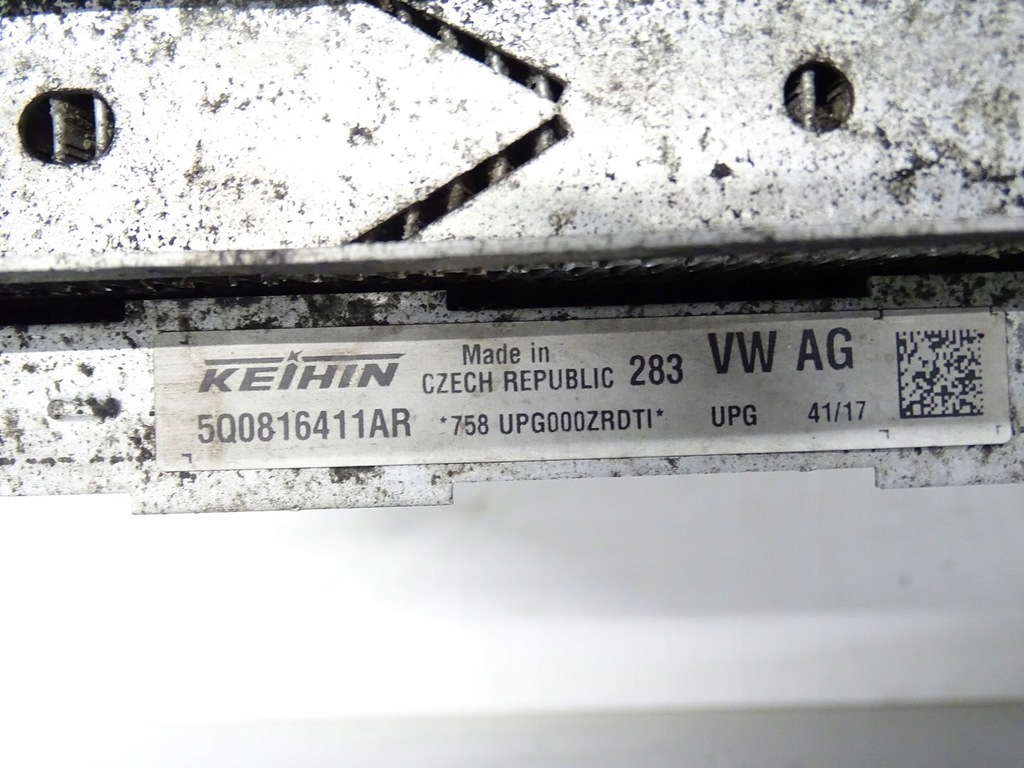 KEIHIN Made in CZECH REPUBLIC 283 VW AG
5Q0816411AR *758 UPG000ZRDTI* UPG 41/17